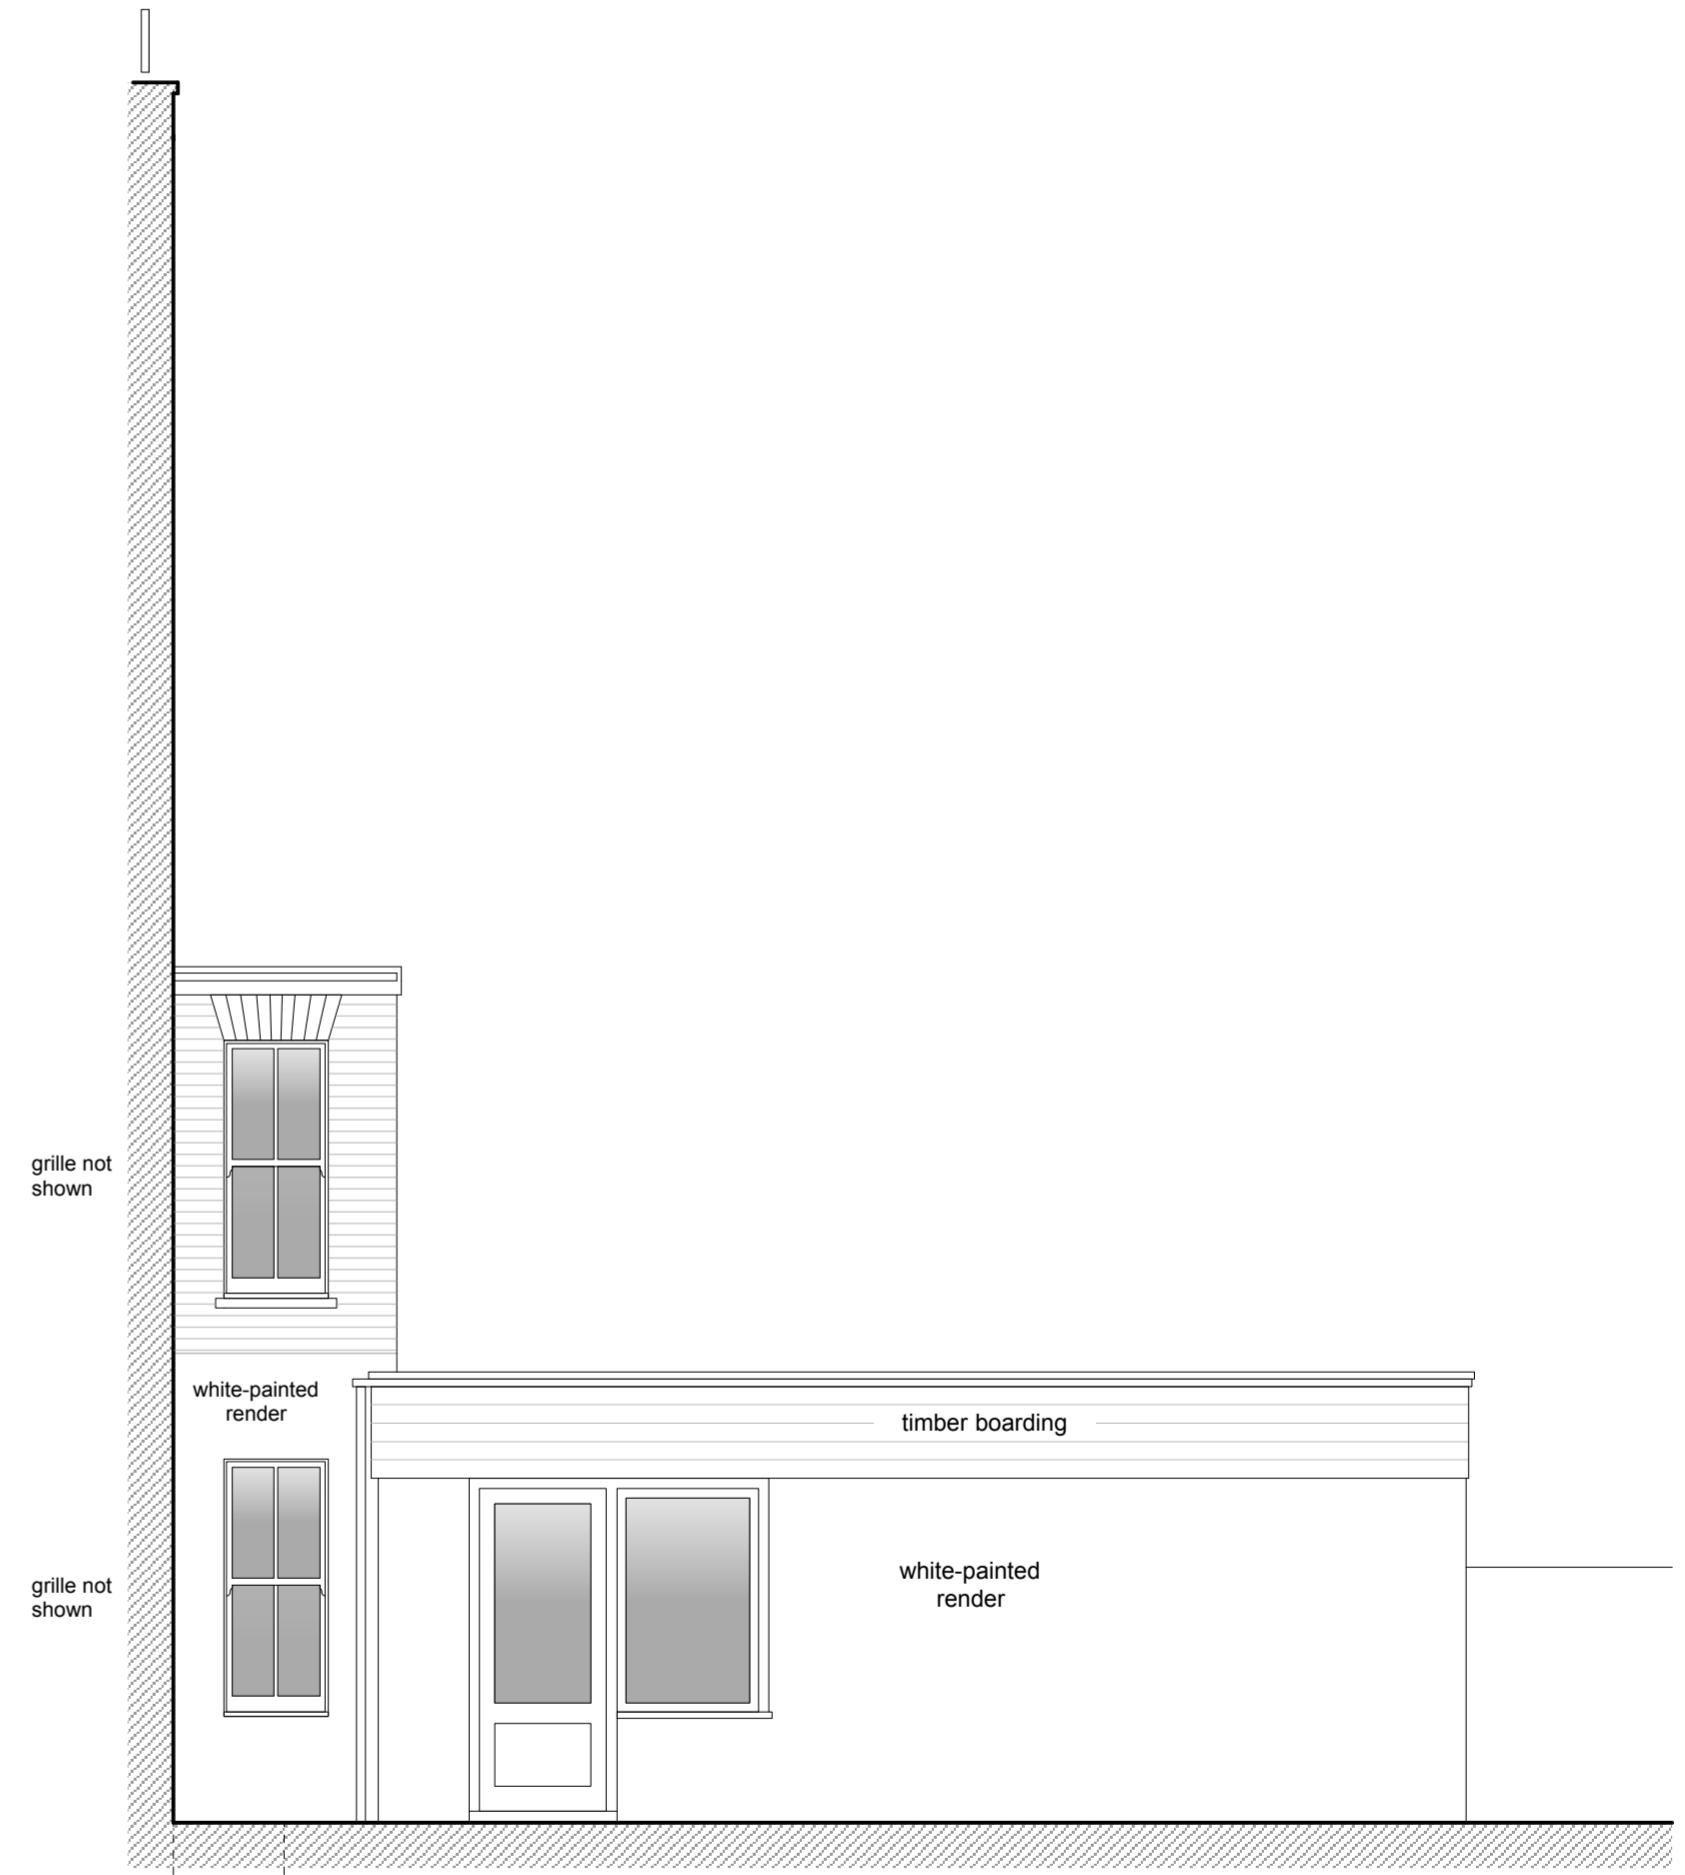 grille not
shown
white-painted
render
timber boarding
grille not
shown
white-painted
render